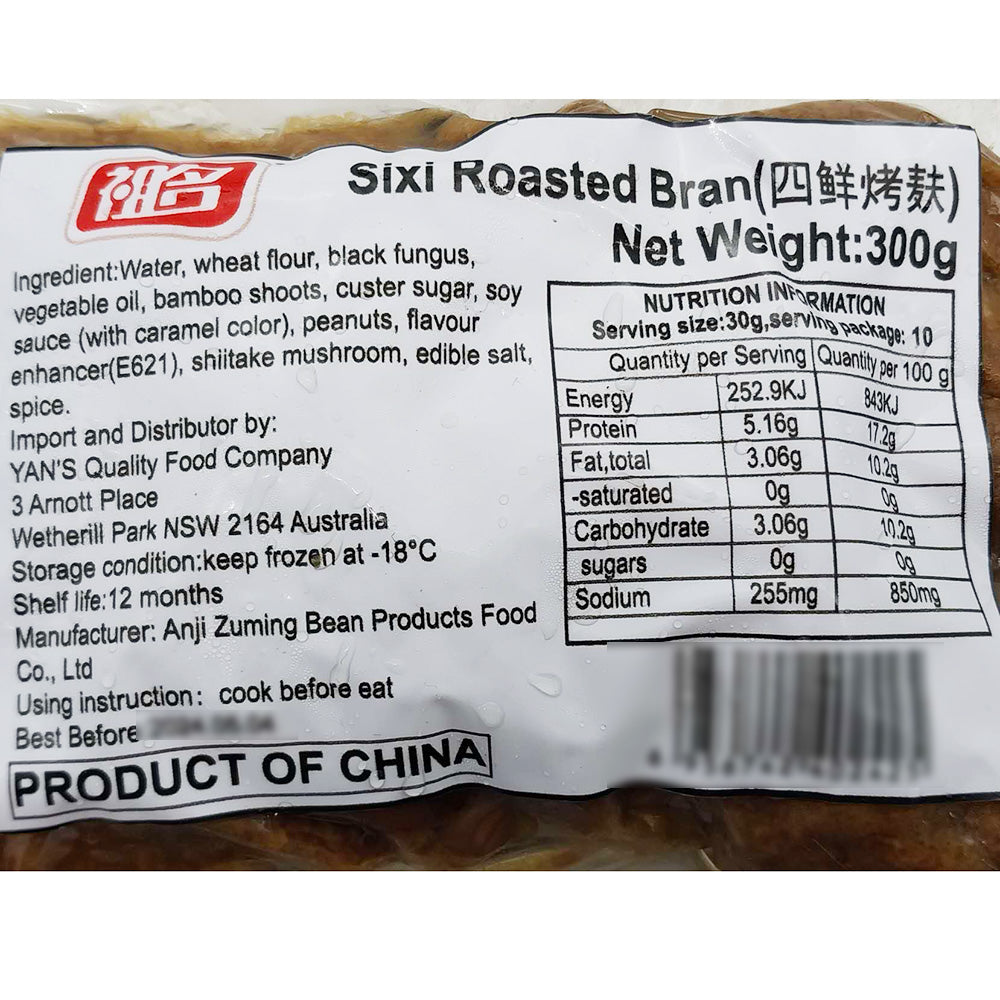 祖名
Sixi Roasted Bran(四鲜烤麸)
Net Weight:300g
Ingredient:Water, wheat flour, black fungus,
vegetable oil, bamboo shoots, custer sugar, soy
sauce (with caramel color), peanuts, flavour
enhancer(E621), shiitake mushroom, edible salt,
spice.
Import and Distributor by:
YAN'S Quality Food Company
3 Arnott Place
Wetherill Park NSW 2164 Australia
Storage condition:keep frozen at -18°C
Shelf life:12 months
Manufacturer: Anji Zuming Bean Products Food
Co., Ltd
Using instruction: cook before eat
Best Before
PRODUCT OF CHINA
NUTRITION INFORMATION
Serving size:30g,serving package: 10
Quantity per Serving Quantity per 100 g
Energy 252.9KJ 843KJ
Protein 5.16g 17.2g
Fat,total 3.06g 10.2g
-saturated 0g 0g
Carbohydrate 3.06g 10.2g
sugars 0g 0g
Sodium 255mg 850mg